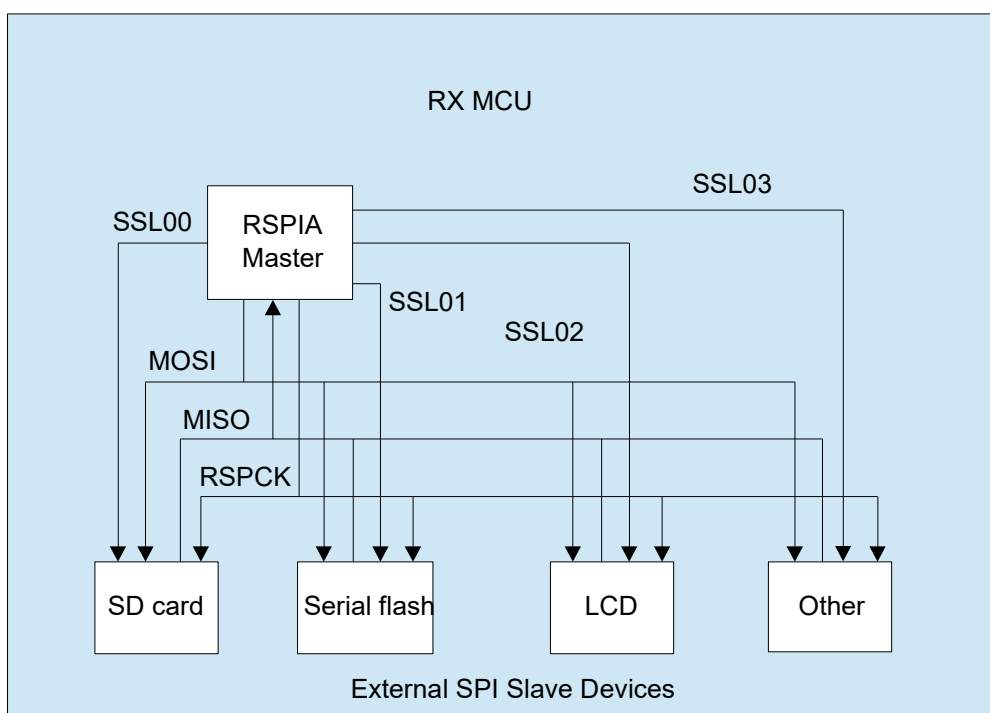 RX MCU
SSL03
SSL00
RSPIA
Master
SSL01
SSL02
MOSI
MISO
RSPCK
SD card
Serial flash
LCD
Other
External SPI Slave Devices